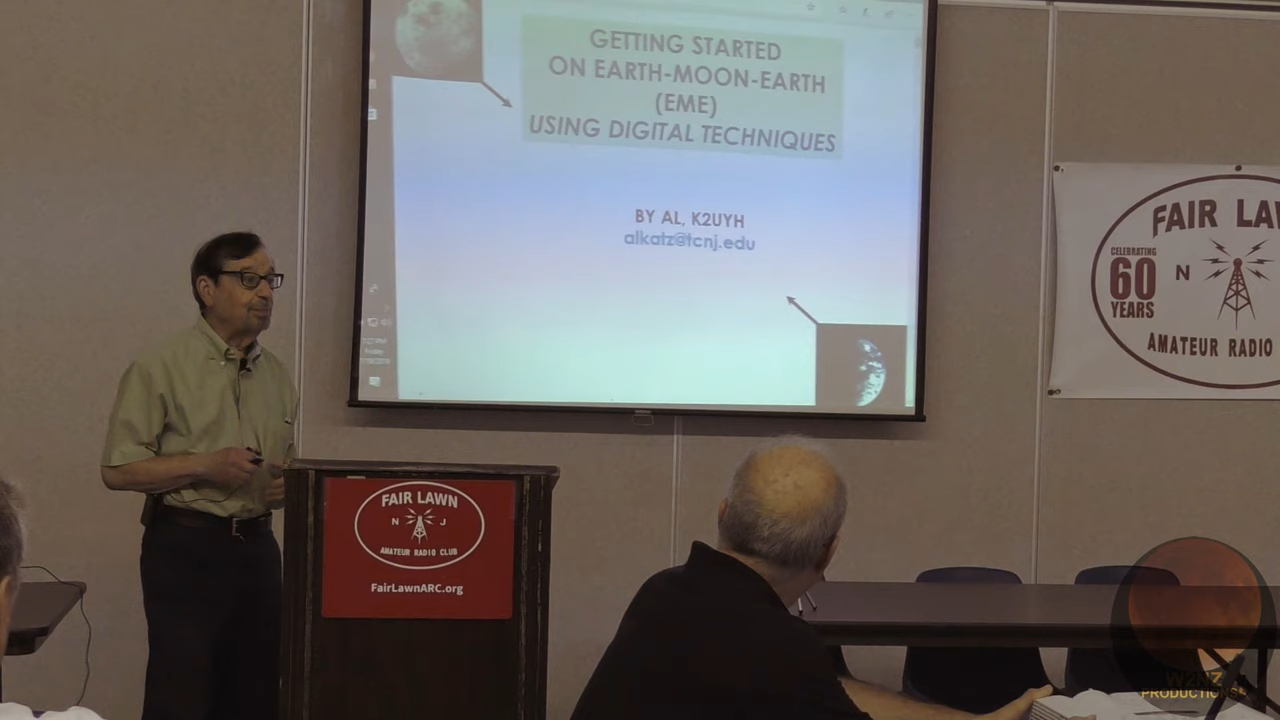 GETTING STARTED
ON EARTH-MOON-EARTH
(EME)
USING DIGITAL TECHNIQUES
BY AL, K2UYH
alkatz@tcnj.edu
FAIR LAWN
N J
AMATEUR RADIO CLUB
FairLawnARC.org
FAIR
CELEBRATING
60
YEARS
N
AMATEUR RADIO
W2NZ
PRODUCTIONS